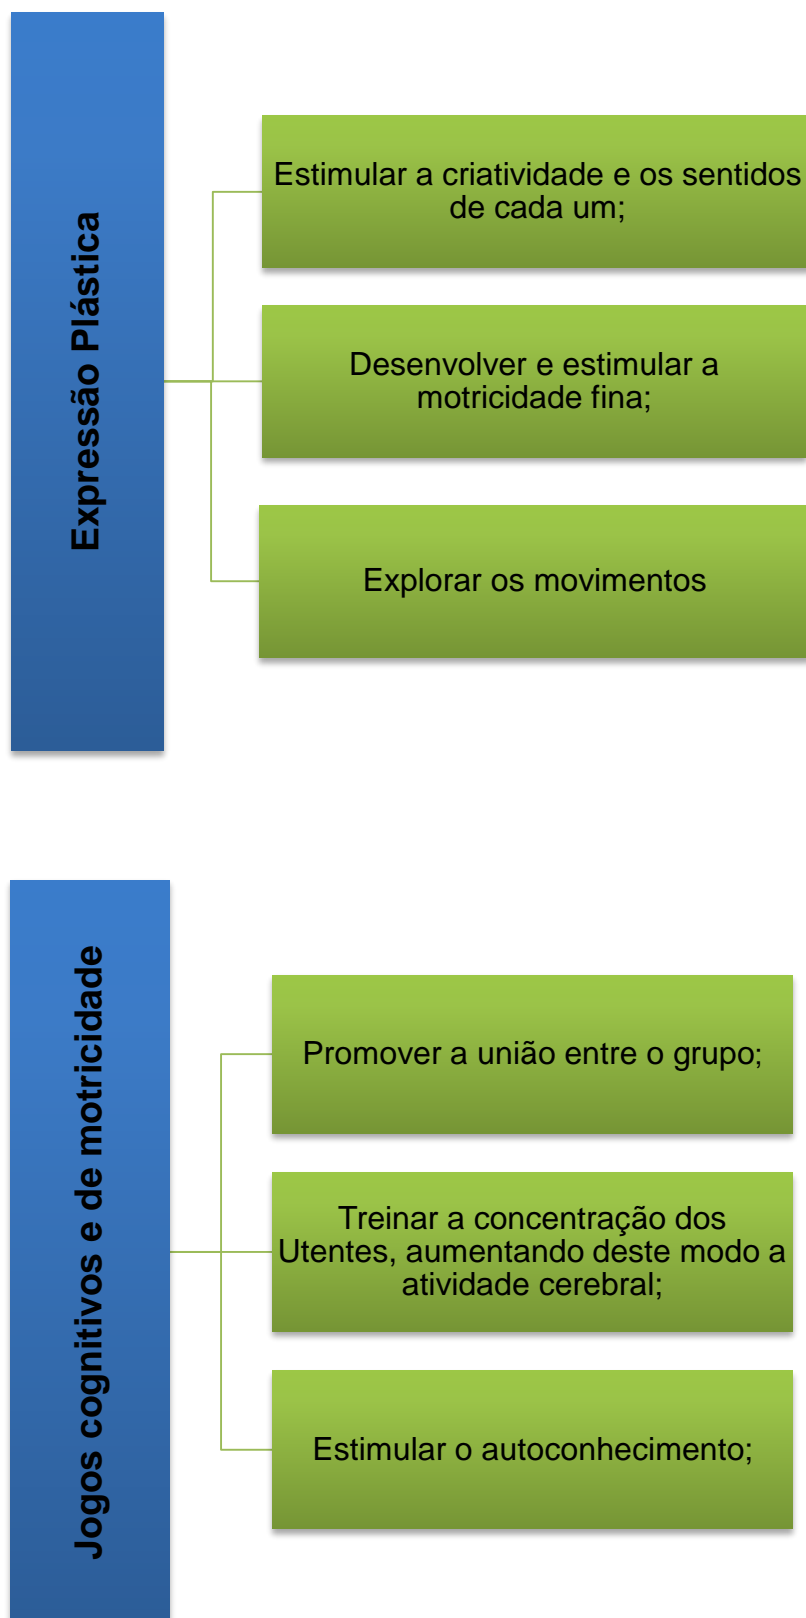 Expressão Plástica
Estimular a criatividade e os sentidos
de cada um;
Desenvolver e estimular a
motricidade fina;
Explorar os movimentos
Jogos cognitivos e de motricidade
Promover a união entre o grupo;
Treinar a concentração dos
Utentes, aumentando deste modo a
atividade cerebral;
Estimular o autoconhecimento;